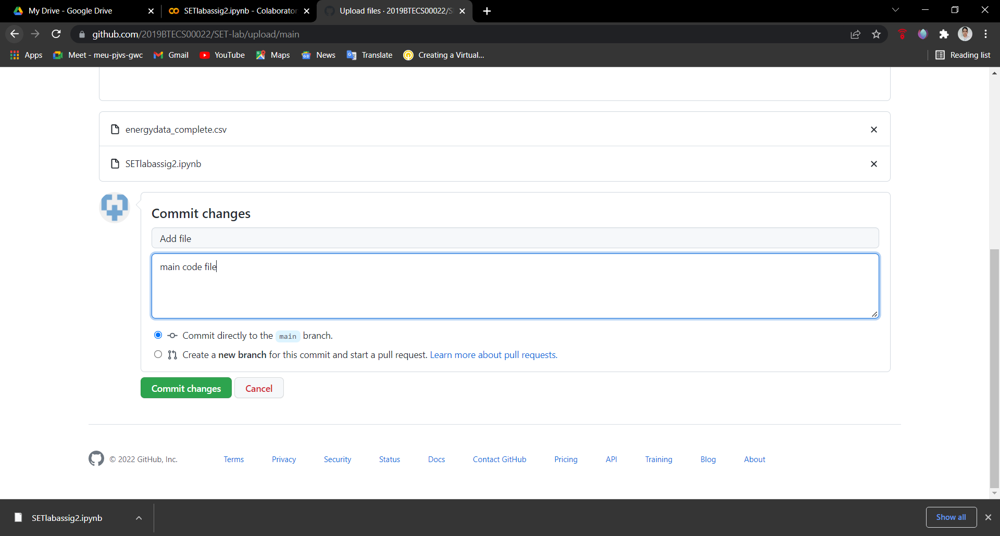 My Drive - Google Drive
SETlabassig2.ipynb - Colaborator
Upload files · 2019BTECS00022/S
github.com/2019BTECS00022/SET-lab/upload/main
Apps
Meet - meu-pjvs-gwc
Gmail
YouTube
Maps
News
Translate
Creating a Virtual...
Reading list
energydata_complete.csv
SETlabassig2.ipynb
Commit changes
Add file
main code file
Commit directly to the main branch.
Create a new branch for this commit and start a pull request. Learn more about pull requests.
Commit changes
Cancel
© 2022 GitHub, Inc.
Terms
Privacy
Security
Status
Docs
Contact GitHub
Pricing
API
Training
Blog
About
SETlabassig2.ipynb
Show all